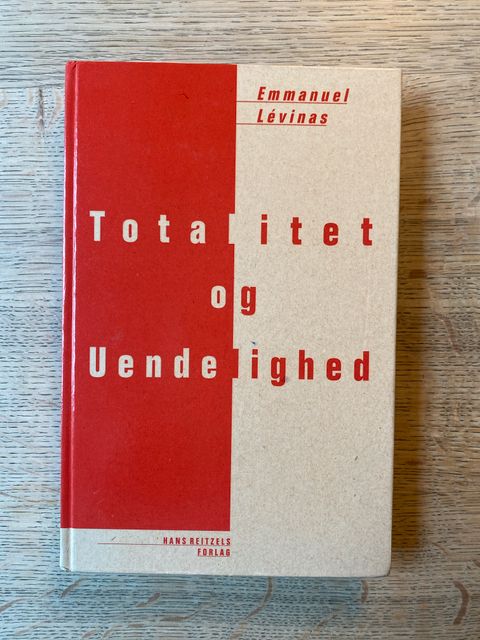 Emmanuel
Lévinas
Totalitet
og
Uendelighed
HANS REITZELS
FORLAG